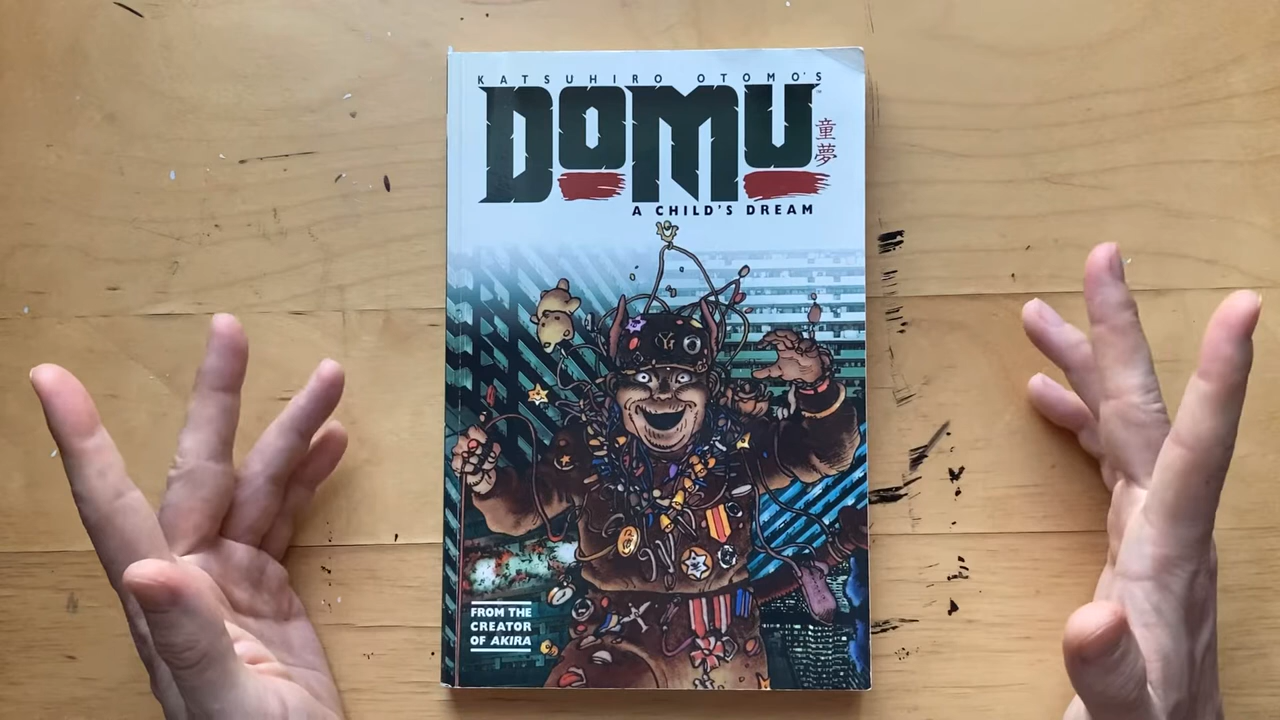 KATSUHIRO OTOMO'S
DOMU
童夢
A CHILD'S DREAM
FROM THE
CREATOR
OF AKIRA